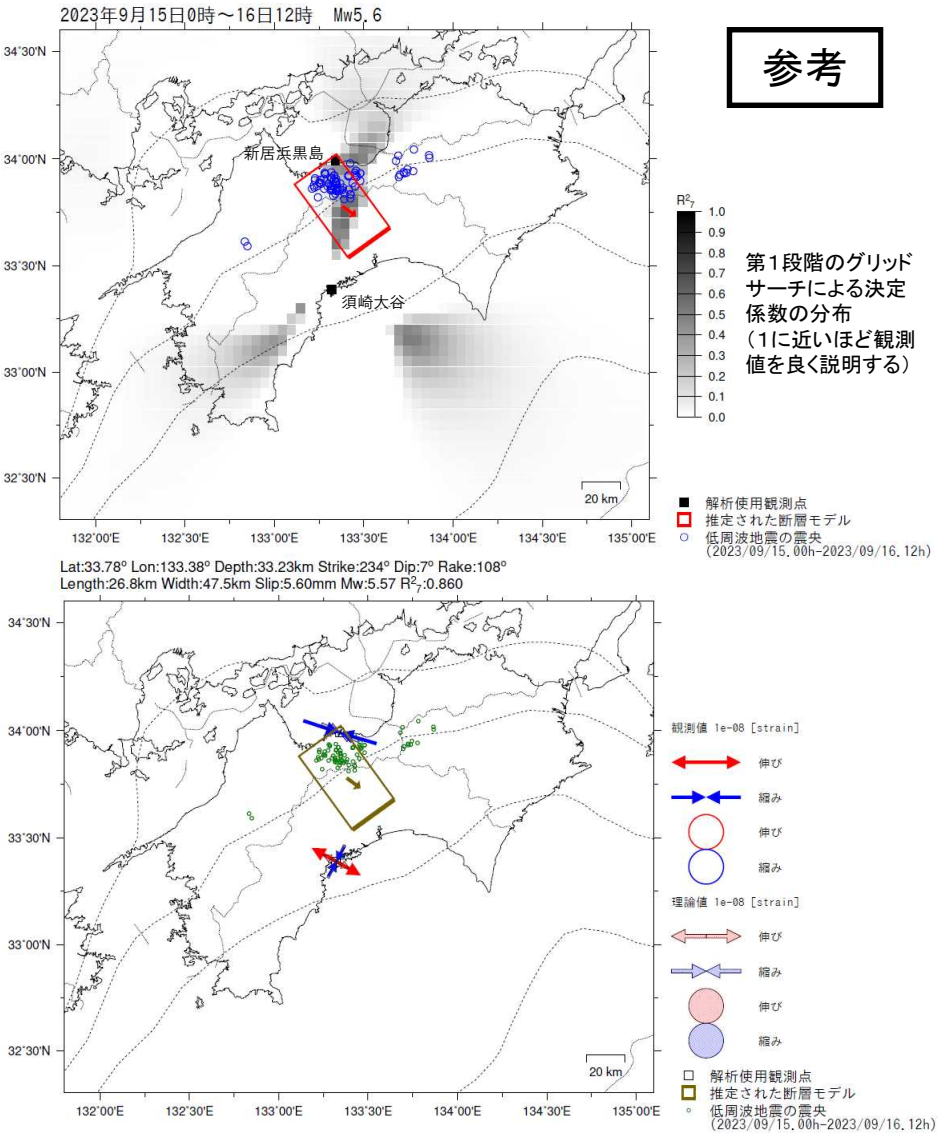 2023年9月15日0時～16日12時　Mw5.6
参考
34°30'N
34°00'N
33°30'N
33°00'N
32°30'N
新居浜黒島
須崎大谷
20 km
132°00'E
132°30'E
133°00'E
133°30'E
134°00'E
134°30'E
135°00'E
R²₇
1.0
0.9
0.8
0.7
0.6
0.5
0.4
0.3
0.2
0.1
0.0
第1段階のグリッド
サーチによる決定
係数の分布
(1に近いほど観測
値を良く説明する)
解析使用観測点
推定された断層モデル
低周波地震の震央
(2023/09/15.00h-2023/09/16.12h)
Lat:33.78° Lon:133.38° Depth:33.23km Strike:234° Dip:7° Rake:108°
Length:26.8km Width:47.5km Slip:5.60mm Mw:5.57 R²₇:0.860
34°30'N
34°00'N
33°30'N
33°00'N
32°30'N
20 km
132°00'E
132°30'E
133°00'E
133°30'E
134°00'E
134°30'E
135°00'E
観測値 1e-08 [strain]
伸び
縮み
伸び
縮み
理論値 1e-08 [strain]
伸び
縮み
伸び
縮み
解析使用観測点
推定された断層モデル
低周波地震の震央
(2023/09/15.00h-2023/09/16.12h)